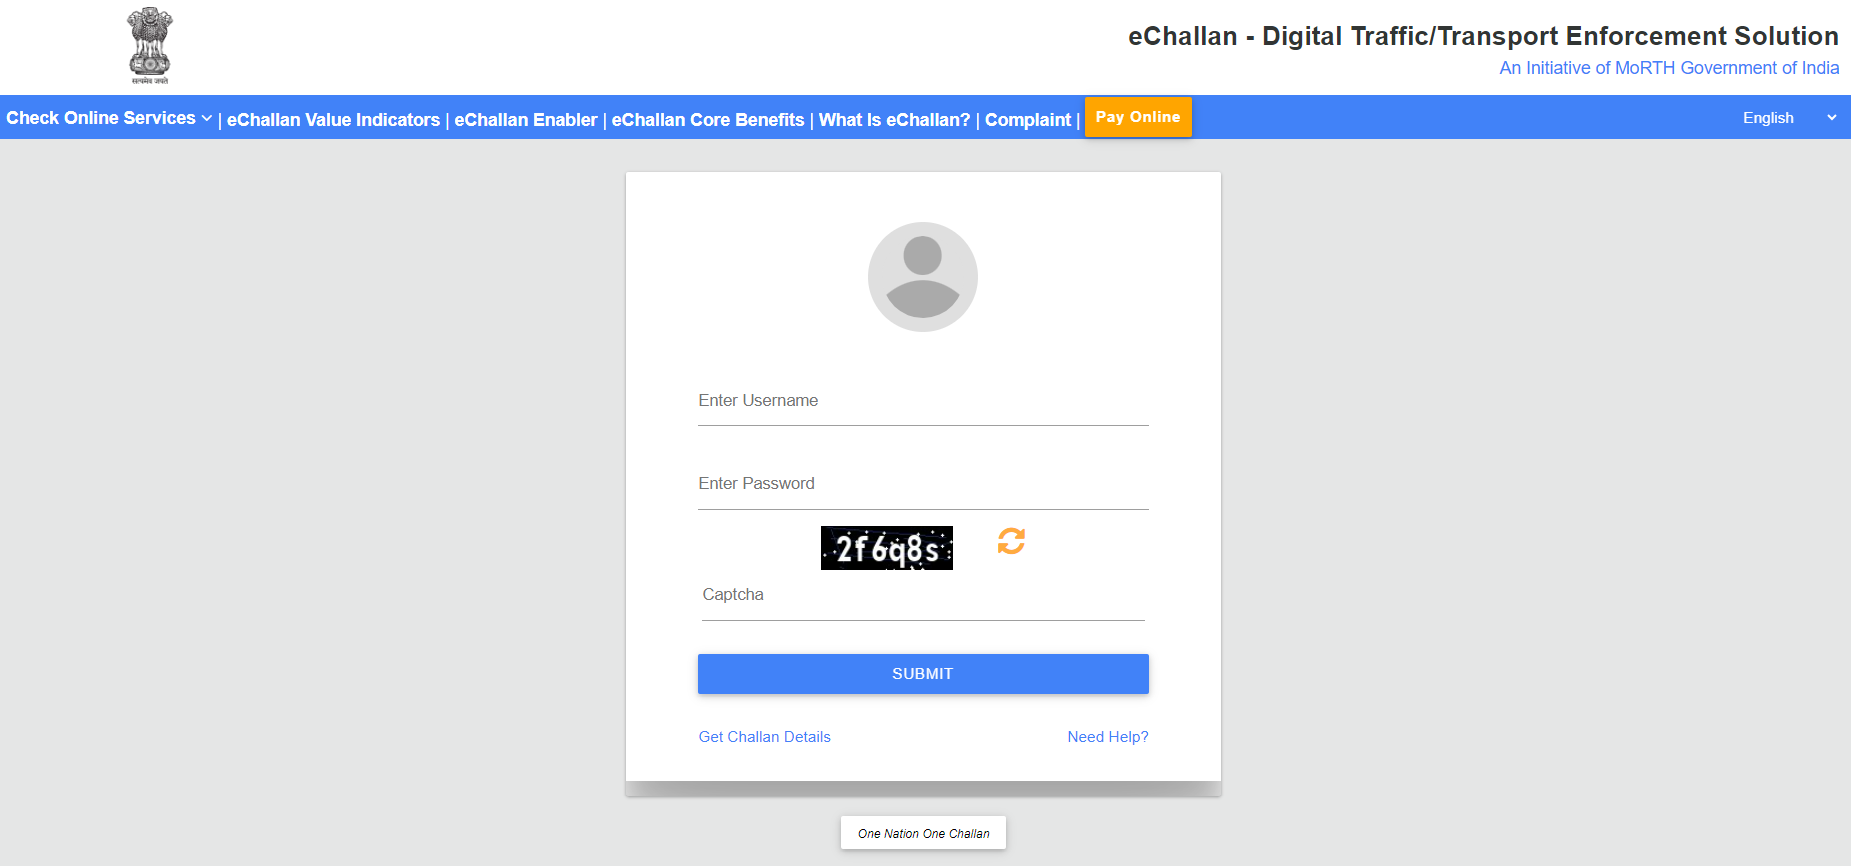 सत्यमेव जयते
eChallan - Digital Traffic/Transport Enforcement Solution
An Initiative of MoRTH Government of India
Check Online Services | eChallan Value Indicators | eChallan Enabler | eChallan Core Benefits | What Is eChallan? | Complaint | Pay Online English
Enter Username
Enter Password
2f6q8s
Captcha
SUBMIT
Get Challan Details Need Help?
One Nation One Challan